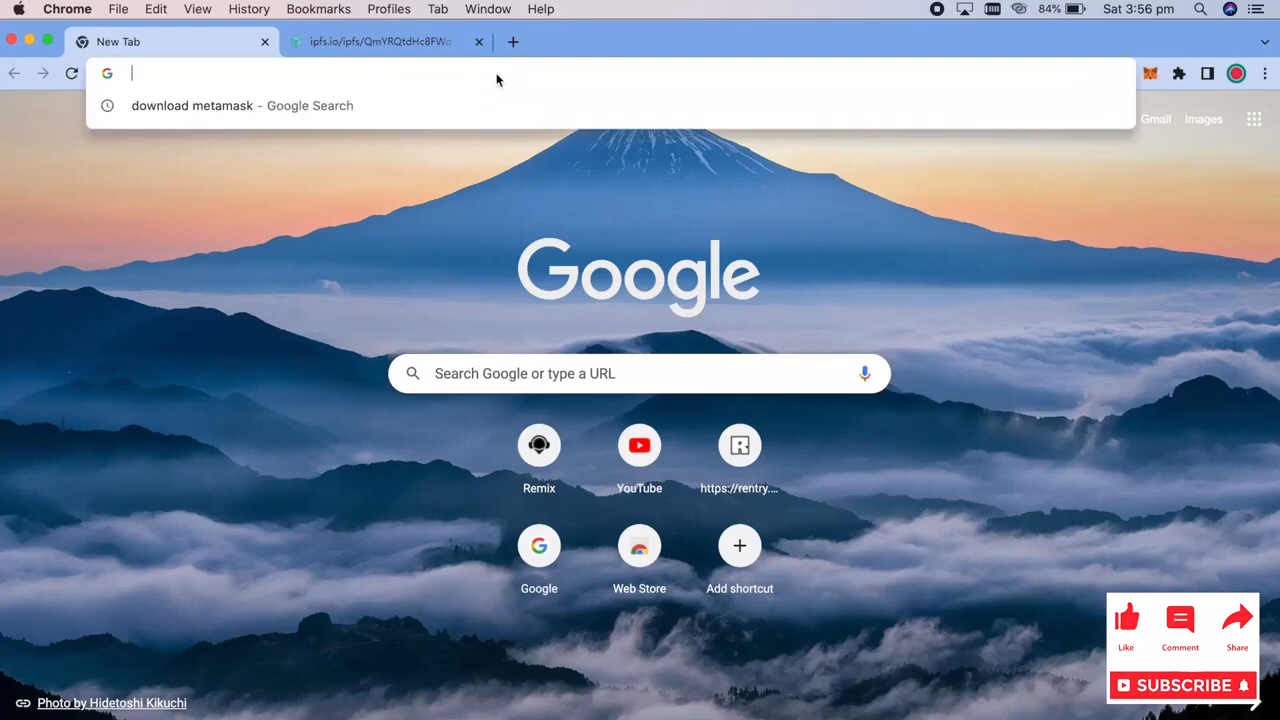 Chrome File Edit View History Bookmarks Profiles Tab Window Help 84% Sat 3:56 pm
New Tab ipfs.io/ipfs/QmYRQtdHc8FWd
download metamask - Google Search
Gmail Images
Google
Search Google or type a URL
Remix YouTube https://rentry....
Google Web Store Add shortcut
Like Comment Share
SUBSCRIBE
Photo by Hidetoshi Kikuchi